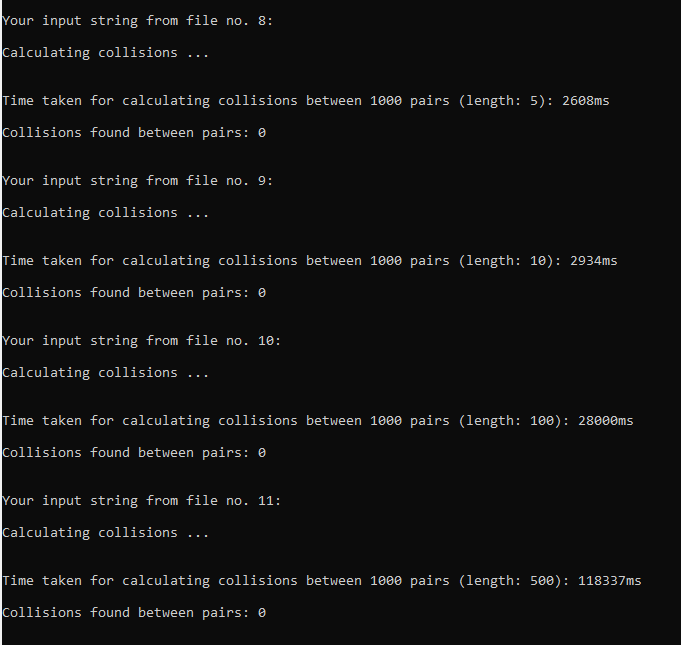 Your input string from file no. 8:
Calculating collisions ...
Time taken for calculating collisions between 1000 pairs (length: 5): 2608ms
Collisions found between pairs: 0
Your input string from file no. 9:
Calculating collisions ...
Time taken for calculating collisions between 1000 pairs (length: 10): 2934ms
Collisions found between pairs: 0
Your input string from file no. 10:
Calculating collisions ...
Time taken for calculating collisions between 1000 pairs (length: 100): 28000ms
Collisions found between pairs: 0
Your input string from file no. 11:
Calculating collisions ...
Time taken for calculating collisions between 1000 pairs (length: 500): 118337ms
Collisions found between pairs: 0